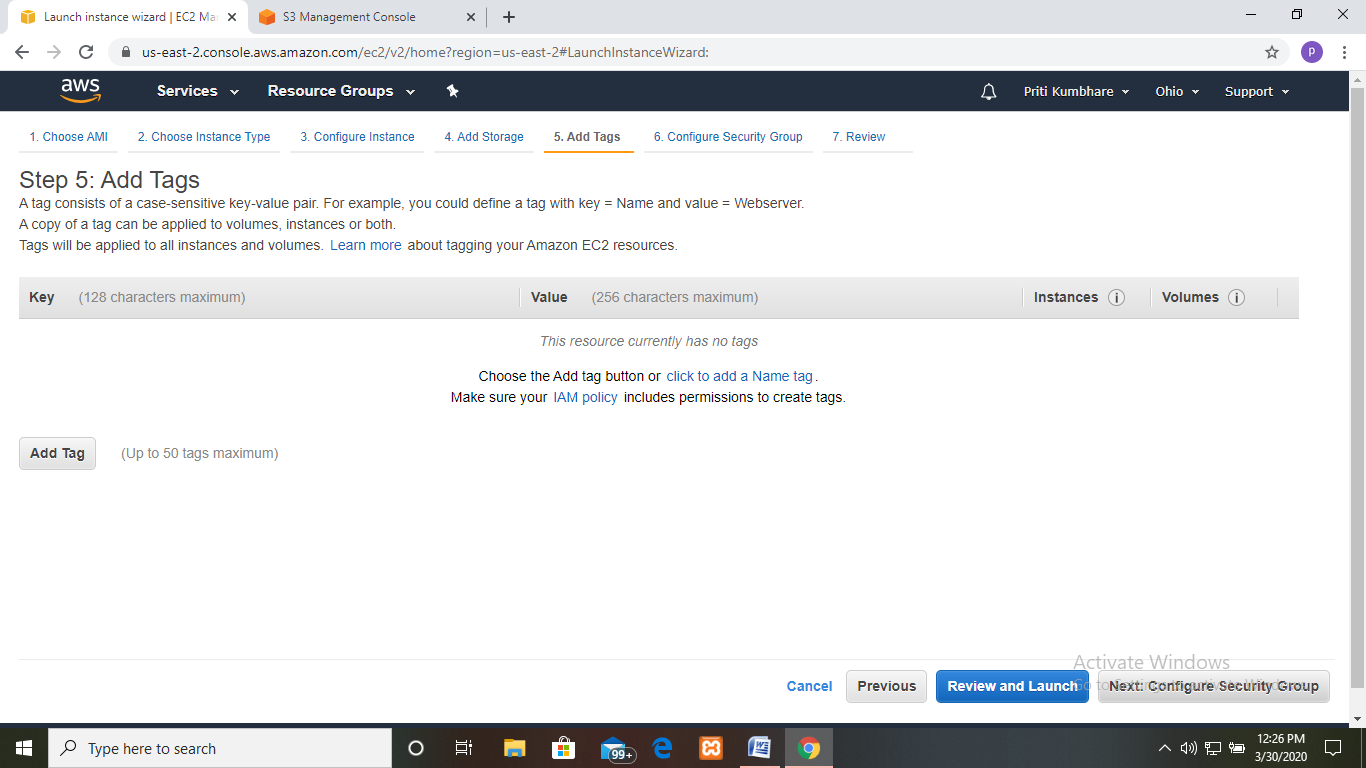 Launch instance wizard | EC2 Mar
S3 Management Console
us-east-2.console.aws.amazon.com/ec2/v2/home?region=us-east-2#LaunchInstanceWizard:
P
aws
Services
Resource Groups
Priti Kumbhare
Ohio
Support
1. Choose AMI
2. Choose Instance Type
3. Configure Instance
4. Add Storage
5. Add Tags
6. Configure Security Group
7. Review
Step 5: Add Tags
A tag consists of a case-sensitive key-value pair. For example, you could define a tag with key = Name and value = Webserver.
A copy of a tag can be applied to volumes, instances or both.
Tags will be applied to all instances and volumes. Learn more about tagging your Amazon EC2 resources.
Key (128 characters maximum)
Value (256 characters maximum)
Instances i
Volumes i
This resource currently has no tags
Choose the Add tag button or click to add a Name tag.
Make sure your IAM policy includes permissions to create tags.
Add Tag (Up to 50 tags maximum)
Activate Windows
Cancel
Previous
Review and Launch
Next: Configure Security Group
Type here to search
99+
12:26 PM
3/30/2020